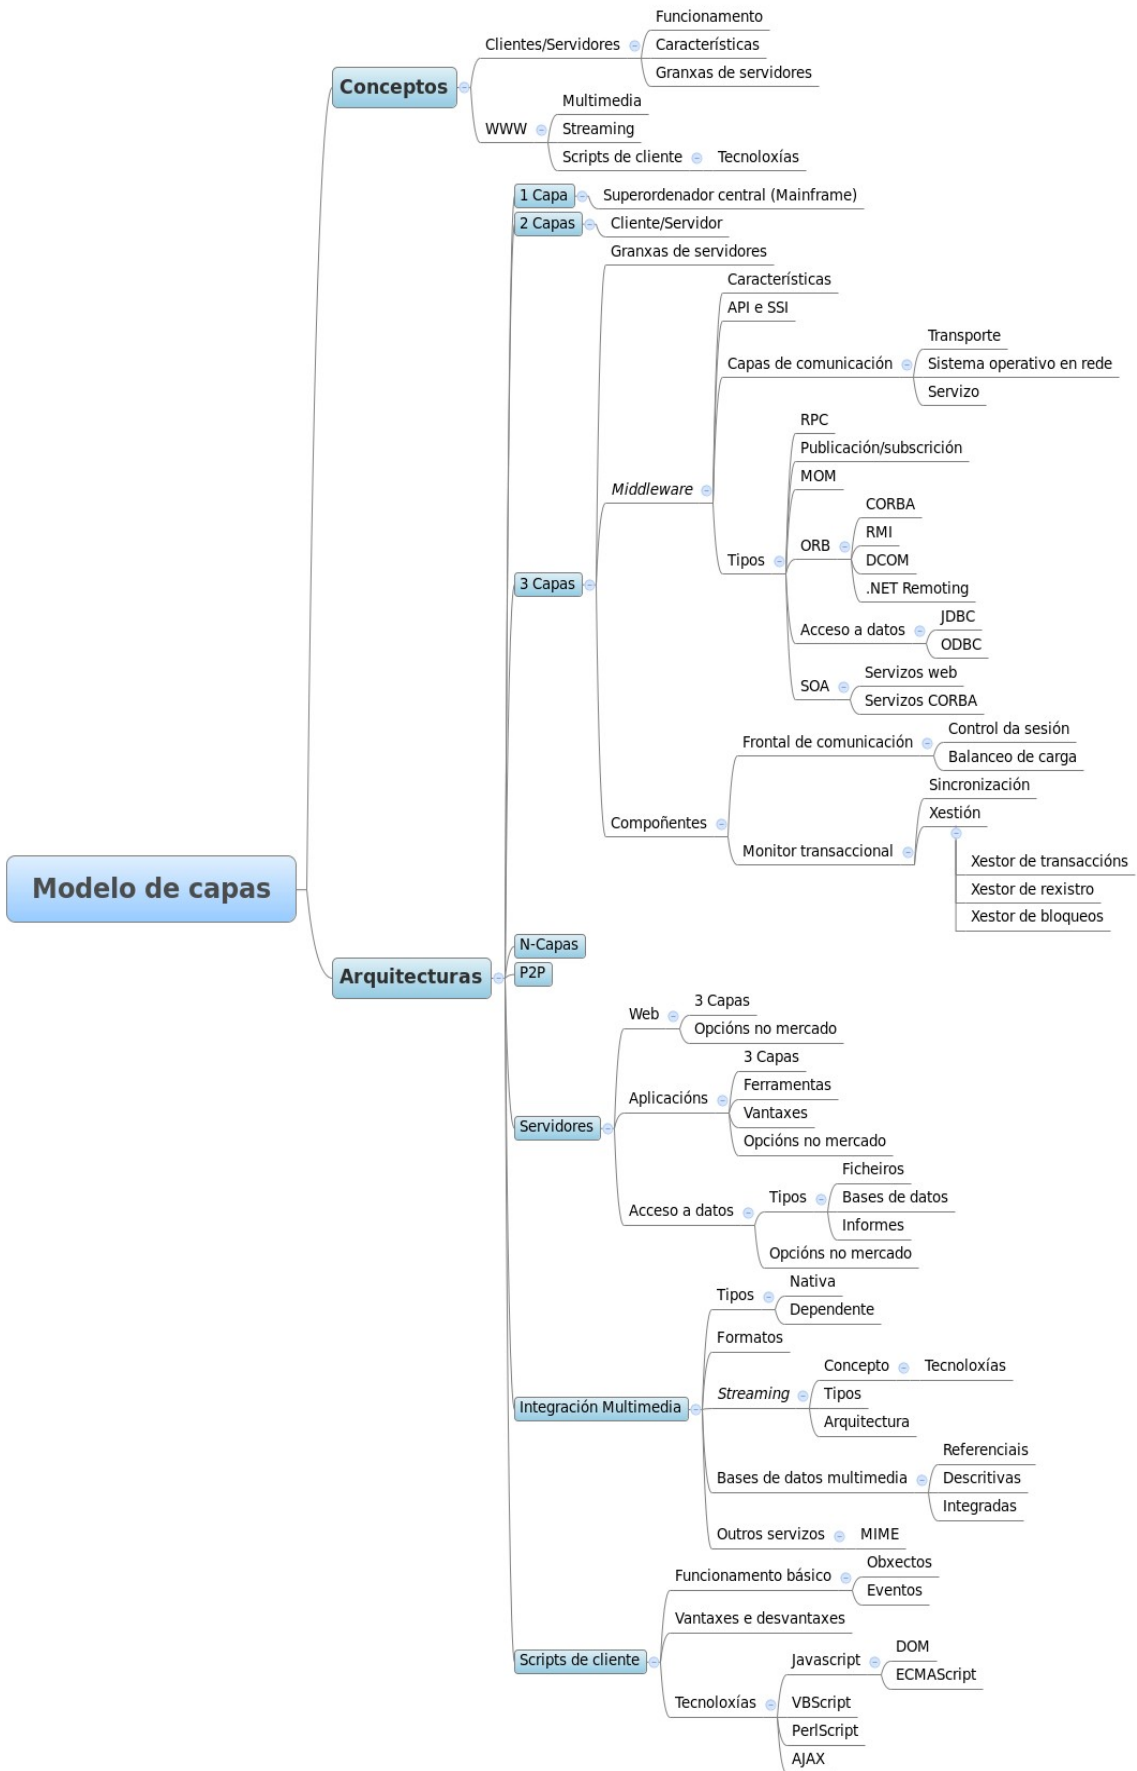 Modelo de capas
Conceptos
Clientes/Servidores
Funcionamento
Características
Granxas de servidores
WWW
Multimedia
Streaming
Scripts de cliente
Tecnoloxías
Arquitecturas
1 Capa
Superordenador central (Mainframe)
2 Capas
Cliente/Servidor
3 Capas
Granxas de servidores
Middleware
Características
API e SSI
Capas de comunicación
Transporte
Sistema operativo en rede
Servizo
Tipos
RPC
Publicación/subscrición
MOM
ORB
CORBA
RMI
DCOM
.NET Remoting
Acceso a datos
JDBC
ODBC
SOA
Servizos web
Servizos CORBA
Compoñentes
Frontal de comunicación
Control da sesión
Balanceo de carga
Monitor transaccional
Sincronización
Xestión
Xestor de transaccións
Xestor de rexistro
Xestor de bloqueos
N-Capas
P2P
Servidores
Web
3 Capas
Opcións no mercado
Aplicacións
3 Capas
Ferramentas
Vantaxes
Opcións no mercado
Acceso a datos
Tipos
Ficheiros
Bases de datos
Informes
Opcións no mercado
Integración Multimedia
Tipos
Nativa
Dependente
Formatos
Streaming
Concepto
Tecnoloxías
Tipos
Arquitectura
Bases de datos multimedia
Referenciais
Descritivas
Integradas
Outros servizos
MIME
Scripts de cliente
Funcionamento básico
Obxectos
Eventos
Vantaxes e desvantaxes
Tecnoloxías
Javascript
DOM
ECMAScript
VBScript
PerlScript
AJAX